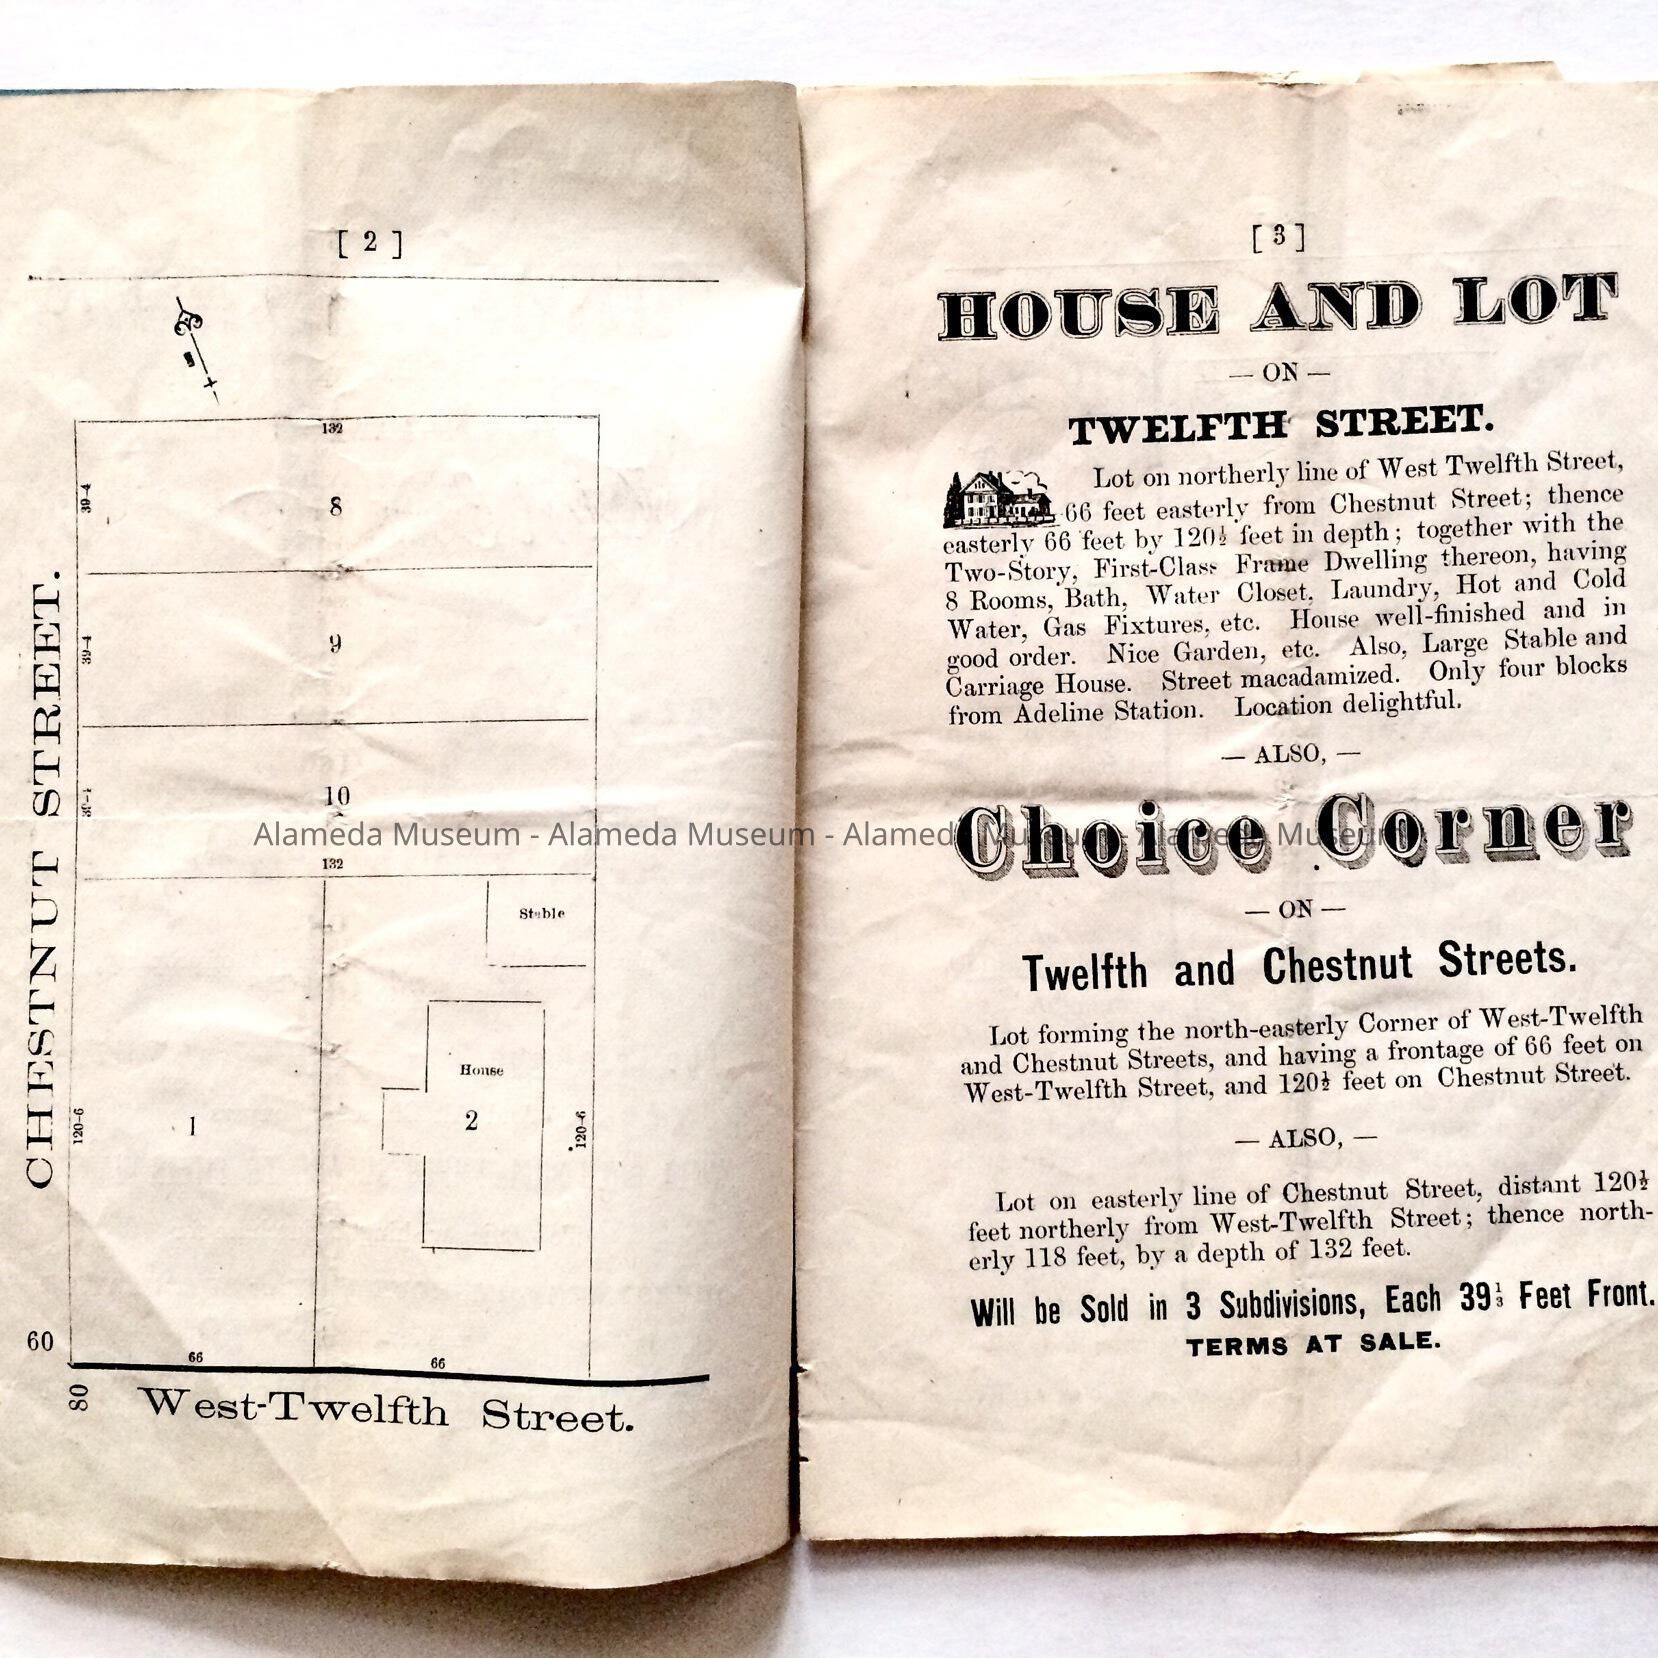 [ 2 ]
132
39-4
8
39-4
9
10
132
Stable
House
2
1
120-6
120-6
CHESTNUT STREET.
60
66
66
80
West-Twelfth Street.
[ 3 ]
HOUSE AND LOT
— ON —
TWELFTH STREET.
Lot on northerly line of West Twelfth Street,
66 feet easterly from Chestnut Street; thence
easterly 66 feet by 120½ feet in depth; together with the
Two-Story, First-Class Frame Dwelling thereon, having
8 Rooms, Bath, Water Closet, Laundry, Hot and Cold
Water, Gas Fixtures, etc. House well-finished and in
good order. Nice Garden, etc. Also, Large Stable and
Carriage House. Street macadamized. Only four blocks
from Adeline Station. Location delightful.
— ALSO, —
Choice Corner
Alameda Museum - Alameda Museum - Alameda Museum - Alameda Museum
— ON —
Twelfth and Chestnut Streets.
Lot forming the north-easterly Corner of West-Twelfth
and Chestnut Streets, and having a frontage of 66 feet on
West-Twelfth Street, and 120½ feet on Chestnut Street.
— ALSO, —
Lot on easterly line of Chestnut Street, distant 120½
feet northerly from West-Twelfth Street; thence north-
erly 118 feet, by a depth of 132 feet.
Will be Sold in 3 Subdivisions, Each 39⅓ Feet Front.
TERMS AT SALE.